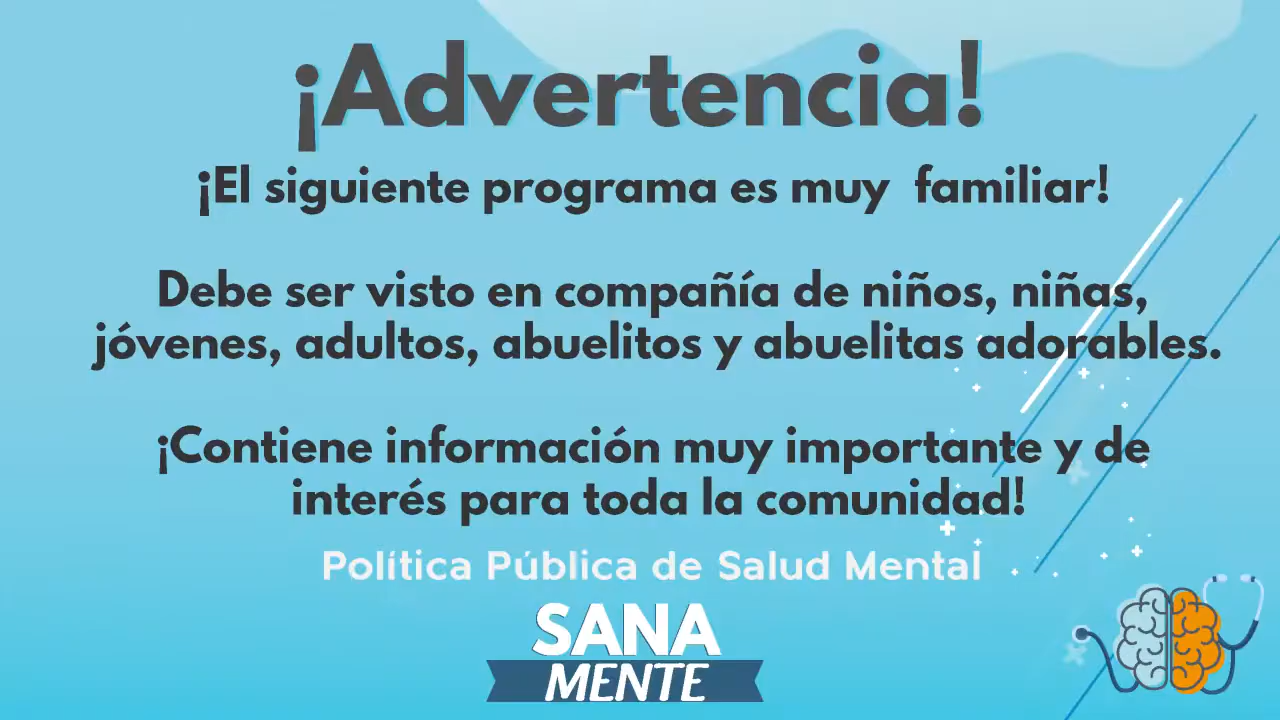 ¡Advertencia!
¡El siguiente programa es muy familiar!
Debe ser visto en compañía de niños, niñas,
jóvenes, adultos, abuelitos y abuelitas adorables.
¡Contiene información muy importante y de
interés para toda la comunidad!
Política Pública de Salud Mental
SANA
MENTE